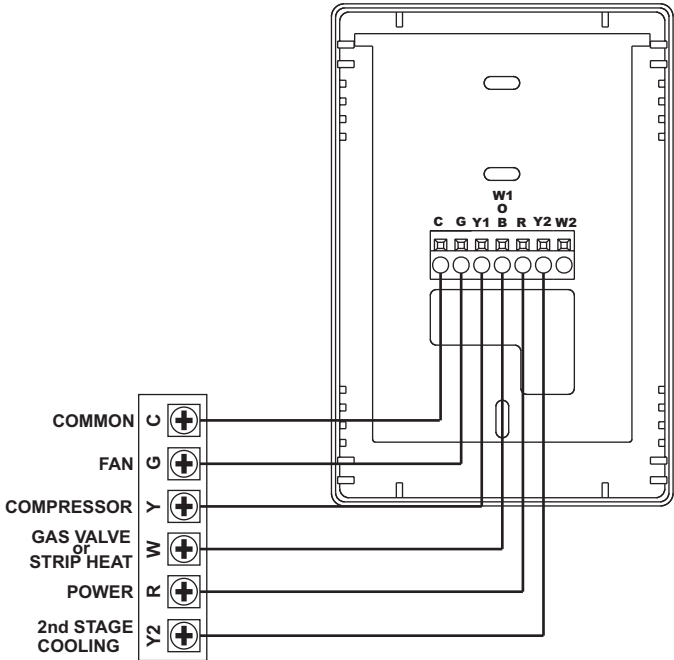 W1
O
C G Y1 B R Y2 W2
COMMON C
FAN G
COMPRESSOR Y
GAS VALVE
or
STRIP HEAT W
POWER R
2nd STAGE
COOLING Y2